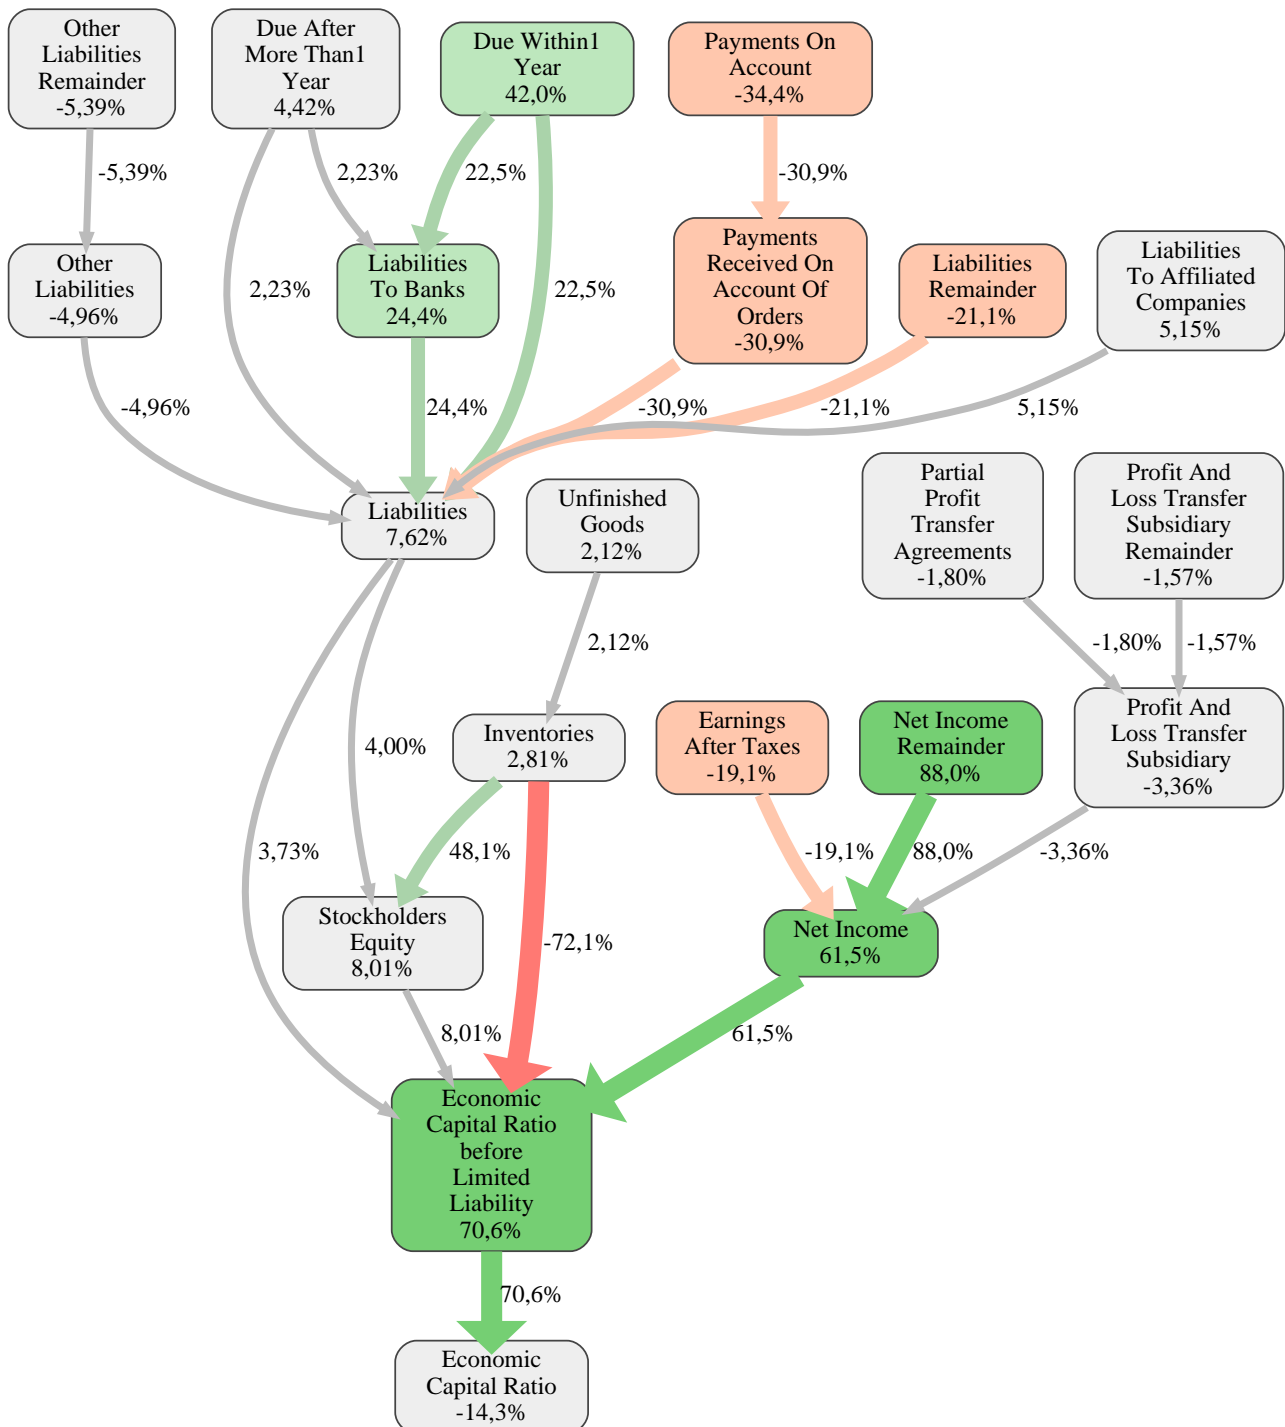 Other
Liabilities
Remainder
-5,39%
Due After
More Than1
Year
4,42%
Due Within1
Year
42,0%
Payments On
Account
-34,4%
-5,39%
2,23%
22,5%
-30,9%
Other
Liabilities
-4,96%
2,23%
Liabilities
To Banks
24,4%
22,5%
Payments
Received On
Account Of
Orders
-30,9%
Liabilities
Remainder
-21,1%
Liabilities
To Affiliated
Companies
5,15%
-4,96%
24,4%
-30,9%
-21,1%
5,15%
Liabilities
7,62%
Unfinished
Goods
2,12%
Partial
Profit
Transfer
Agreements
-1,80%
Profit And
Loss Transfer
Subsidiary
Remainder
-1,57%
2,12%
-1,80%
-1,57%
4,00%
Inventories
2,81%
Earnings
After Taxes
-19,1%
Net Income
Remainder
88,0%
Profit And
Loss Transfer
Subsidiary
-3,36%
3,73%
48,1%
-19,1%
88,0%
-3,36%
Stockholders
Equity
8,01%
-72,1%
Net Income
61,5%
8,01%
61,5%
Economic
Capital Ratio
before
Limited
Liability
70,6%
70,6%
Economic
Capital Ratio
-14,3%